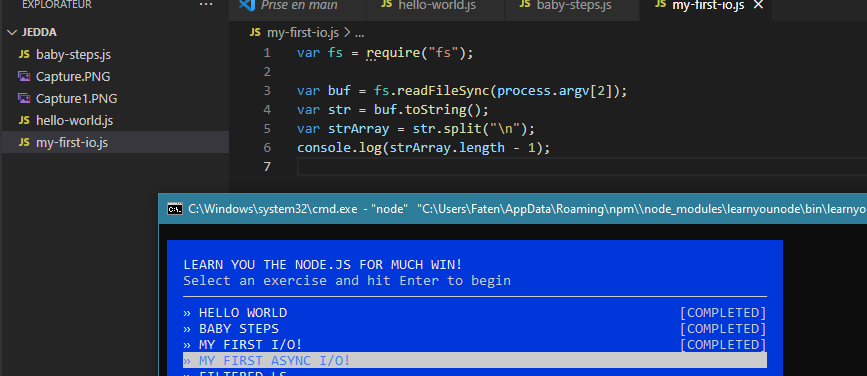 EXPLORATEUR ...
JEDDA
JS baby-steps.js
Capture.PNG
Capture1.PNG
JS hello-world.js
JS my-first-io.js
Prise en main
hello-world.js
baby-steps.js
my-first-io.js
JS my-first-io.js > ...
1 var fs = require("fs");
2
3 var buf = fs.readFileSync(process.argv[2]);
4 var str = buf.toString();
5 var strArray = str.split("\n");
6 console.log(strArray.length - 1);
7
C:\Windows\system32\cmd.exe - "node" "C:\Users\Faten\AppData\Roaming\npm\\node_modules\learnyounode\bin\learnyo
LEARN YOU THE NODE.JS FOR MUCH WIN!
Select an exercise and hit Enter to begin
» HELLO WORLD [COMPLETED]
» BABY STEPS [COMPLETED]
» MY FIRST I/O! [COMPLETED]
» MY FIRST ASYNC I/O!
» FILTERED LS